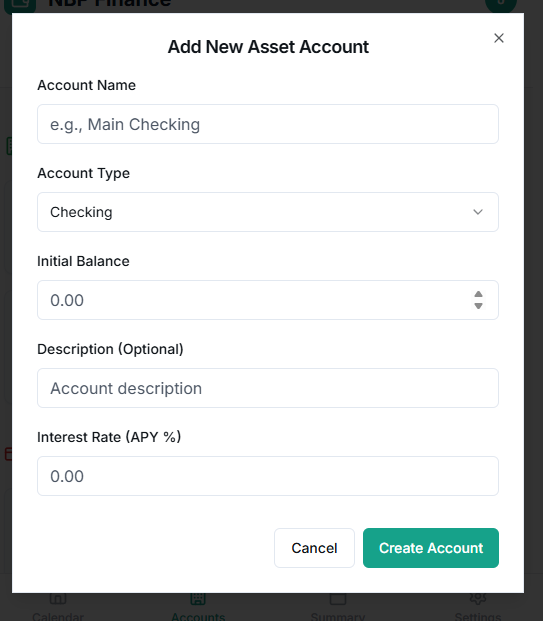 NBP Finance
Add New Asset Account
Account Name
e.g., Main Checking
Account Type
Checking
Initial Balance
0.00
Description (Optional)
Account description
Interest Rate (APY %)
0.00
Cancel
Create Account
Calendar
Accounts
Summary
Settings